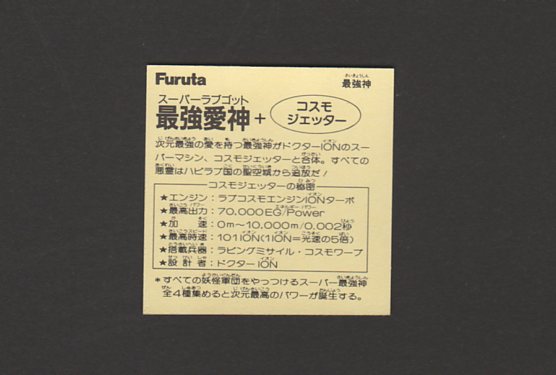 Furuta
最強神
スーパーラブゴット
最強愛神+
コスモ
ジェッター
次元最強の愛を持つ最強神がドクターIONのスー
パーマシン、コスモジェッターと合体。すべての
悪霊はハピラブ国の聖空域から追放だ!
コスモジェッターの秘密
★エンジン:ラブコスモエンジンIONターボ
★最高出力:70.000EG/Power
★加 速:0m~10.000m/0.002秒
★最高時速:101ION(1ION=光速の5倍)
★搭載兵器:ラビングミサイル・コスモワープ
★設 計 者:ドクターION
*すべての妖怪軍団をやっつけるスーパー最強神
全4種集めると次元最高のパワーが誕生する。